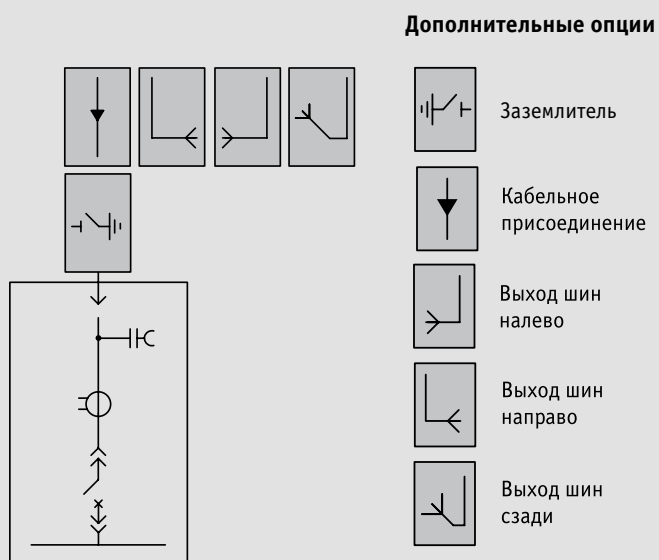 Дополнительные опции
Заземлитель
Кабельное
присоединение
Выход шин
налево
Выход шин
направо
Выход шин
сзади